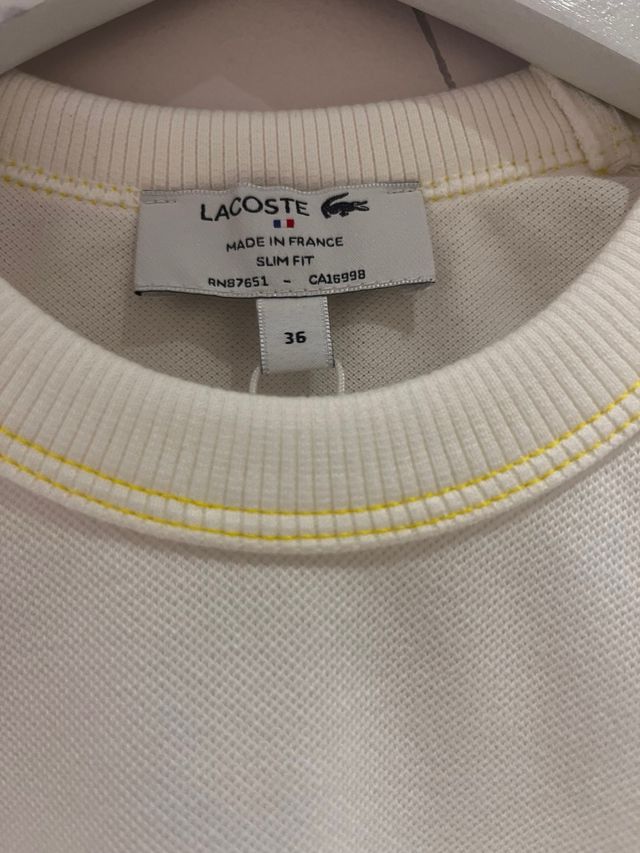 LACOSTE
MADE IN FRANCE
SLIM FIT
RN87651 - CA16998
36